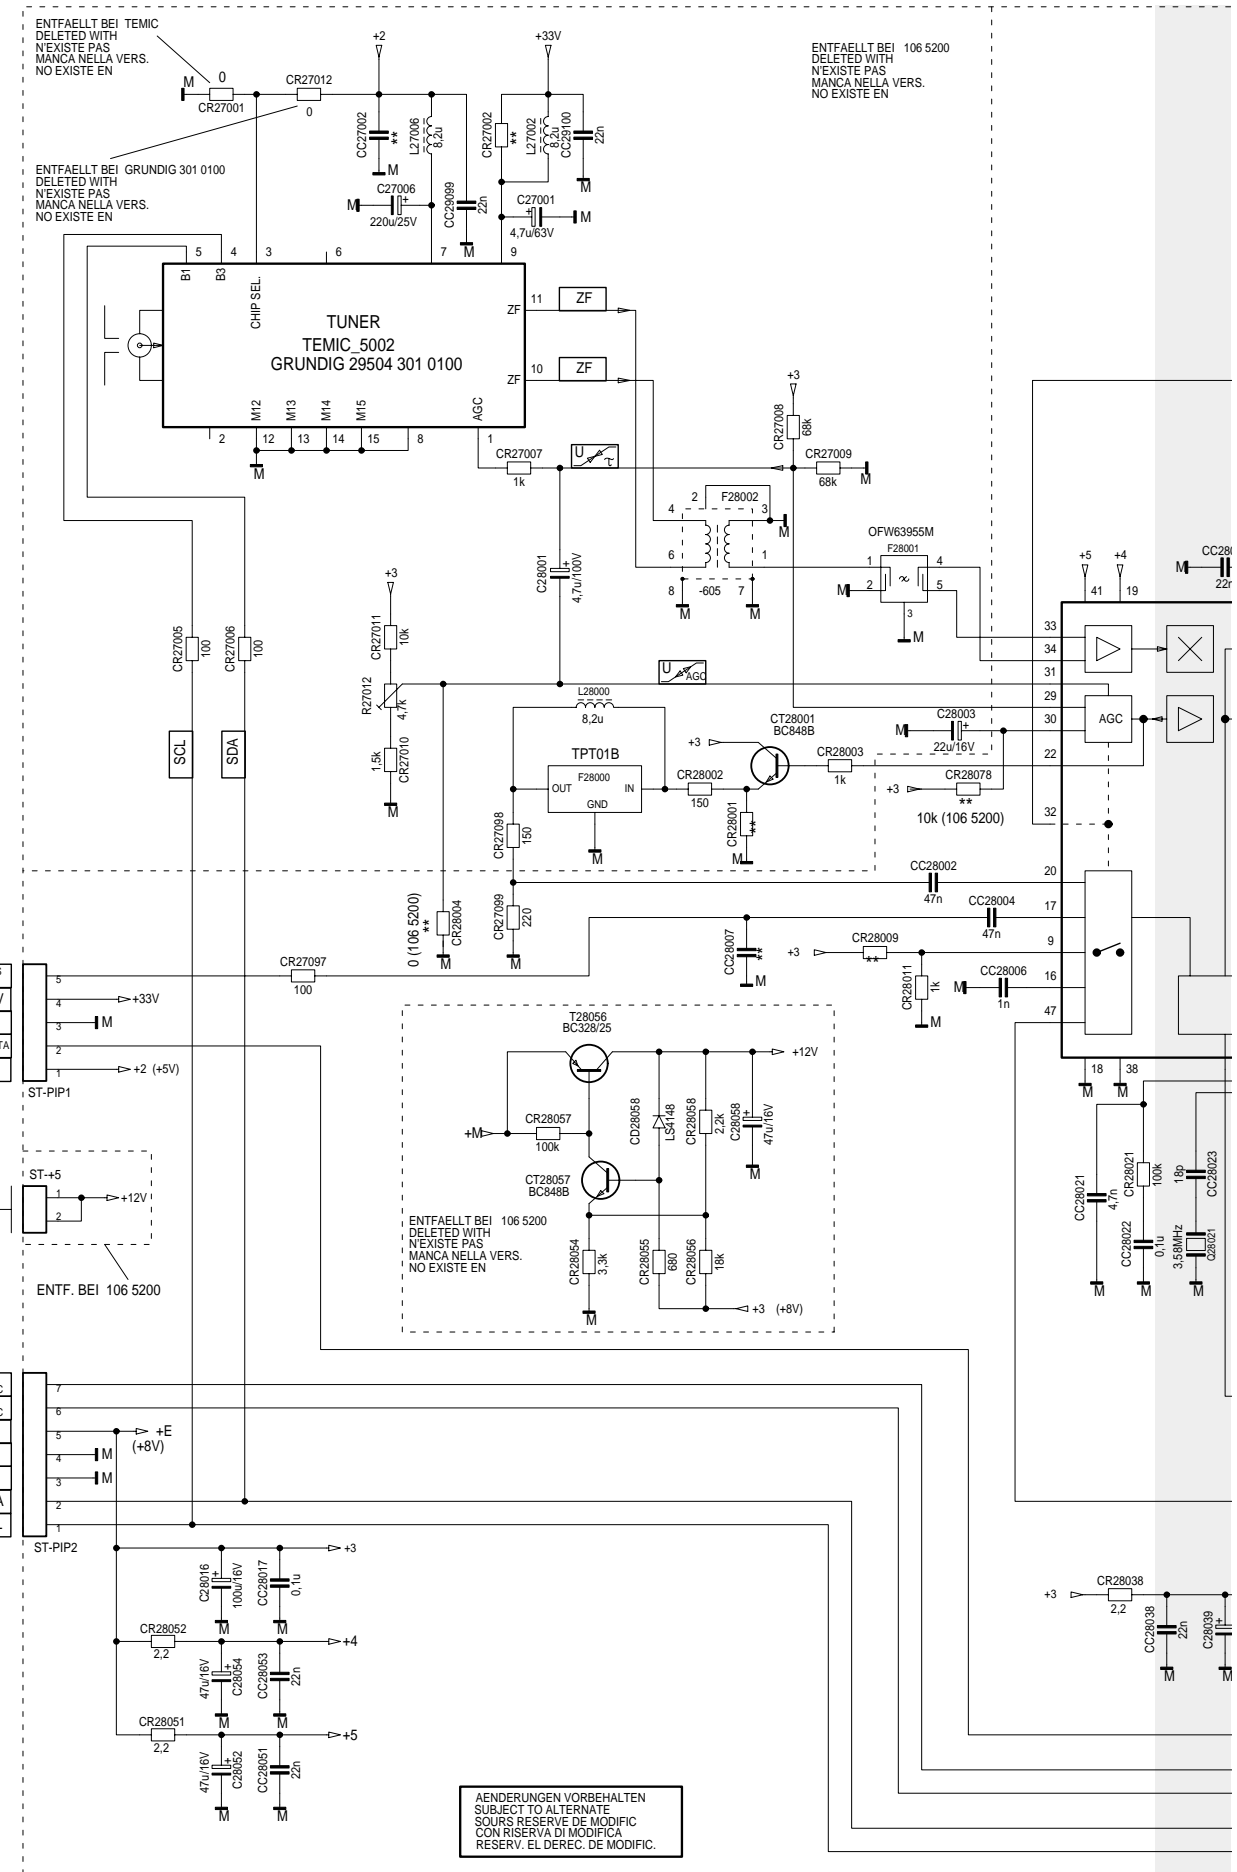 ENTFAELLT BEI TEMIC
DELETED WITH
N'EXISTE PAS
MANCA NELLA VERS.
NO EXISTE EN
+2
+33V
ENTFAELLT BEI 106 5200
DELETED WITH
N'EXISTE PAS
MANCA NELLA VERS.
NO EXISTE EN
M 0 CR27001
CR27012 0
CC27002 **
L27006 8,2u
CR27002 **
L27002 8,2u
CC29100 22n
M
M
ENTFAELLT BEI GRUNDIG 301 0100
DELETED WITH
N'EXISTE PAS
MANCA NELLA VERS.
NO EXISTE EN
M C27006 + 220u/25V
CC29099 22n
M
C27001 + 4,7u/63V M
5 4 3 6 7 9
B1 B3 CHIP SEL.
TUNER
TEMIC_5002
GRUNDIG 29504 301 0100
ZF 11 ZF
ZF 10 ZF
M12 M13 M14 M15 AGC
2 12 13 14 15 8 1
M
CR27007 1k
U τ
+3
CR27008 68k
CR27009 68k
M
2 F28002
4 3
M
6 1
8 -605 7
M M
OFW63955M
F28001
1 4
M 2 5
3
M
C28001 + 4,7u/100V
+3
CR27011 10k
R27012 4,7k
1,5k CR27010
M
CR27005 100
CR27006 100
SCL
SDA
U AGC
L28000
8,2u
TPT01B
F28000
OUT IN
GND
M
CR28002 150
+3
CT28001
BC848B
CR28003 1k
CR28001 **
M
CR27098 150
M C28003 + 22u/16V
+3 CR28078 **
10k (106 5200)
+5 +4
41 19
M CC280
22n
33
34
31
29
30
22
32
20
17
9
16
47
AGC
18 38
M M
0 (106 5200)
** CR28004
M
CR27099 220
M
CC28002 47n
CC28004 47n
CC28007 **
M
+3 CR28009 **
CR28011 1k
M
M CC28006 1n
CR27097 100
5
4 +33V
3 M
2
1 +2 (+5V)
ST-PIP1
TA
T28056
BC328/25
+12V
+M
CR28057
100k
CD28058 LS4148
CR28058 2,2k
C28058 + 47u/16V
M
CT28057
BC848B
ENTFAELLT BEI 106 5200
DELETED WITH
N'EXISTE PAS
MANCA NELLA VERS.
NO EXISTE EN
CR28054 3,3k
CR28055 680
CR28056 18k
M
+3 (+8V)
ST-+5
1
2
+12V
ENTF. BEI 106 5200
CC28021 4,7n
CR28021 100k
CC28022 0,1u
18p CC28023
3,58MHz Q28021
M M M
7
6
5 +E
(+8V)
4 M
3 M
2
1
ST-PIP2
C28016 + 100u/16V
CC28017 0,1u
+3
M M
CR28052
2,2
+4
47u/16V + C28054
CC28053 22n
M M
CR28051
2,2
+5
47u/16V + C28052
CC28051 22n
M M
+3 CR28038 2,2
CC28038 22n
C28039 +
M M
AENDERUNGEN VORBEHALTEN
SUBJECT TO ALTERNATE
SOURS RESERVE DE MODIFIC
CON RISERVA DI MODIFICA
RESERV. EL DEREC. DE MODIFIC.